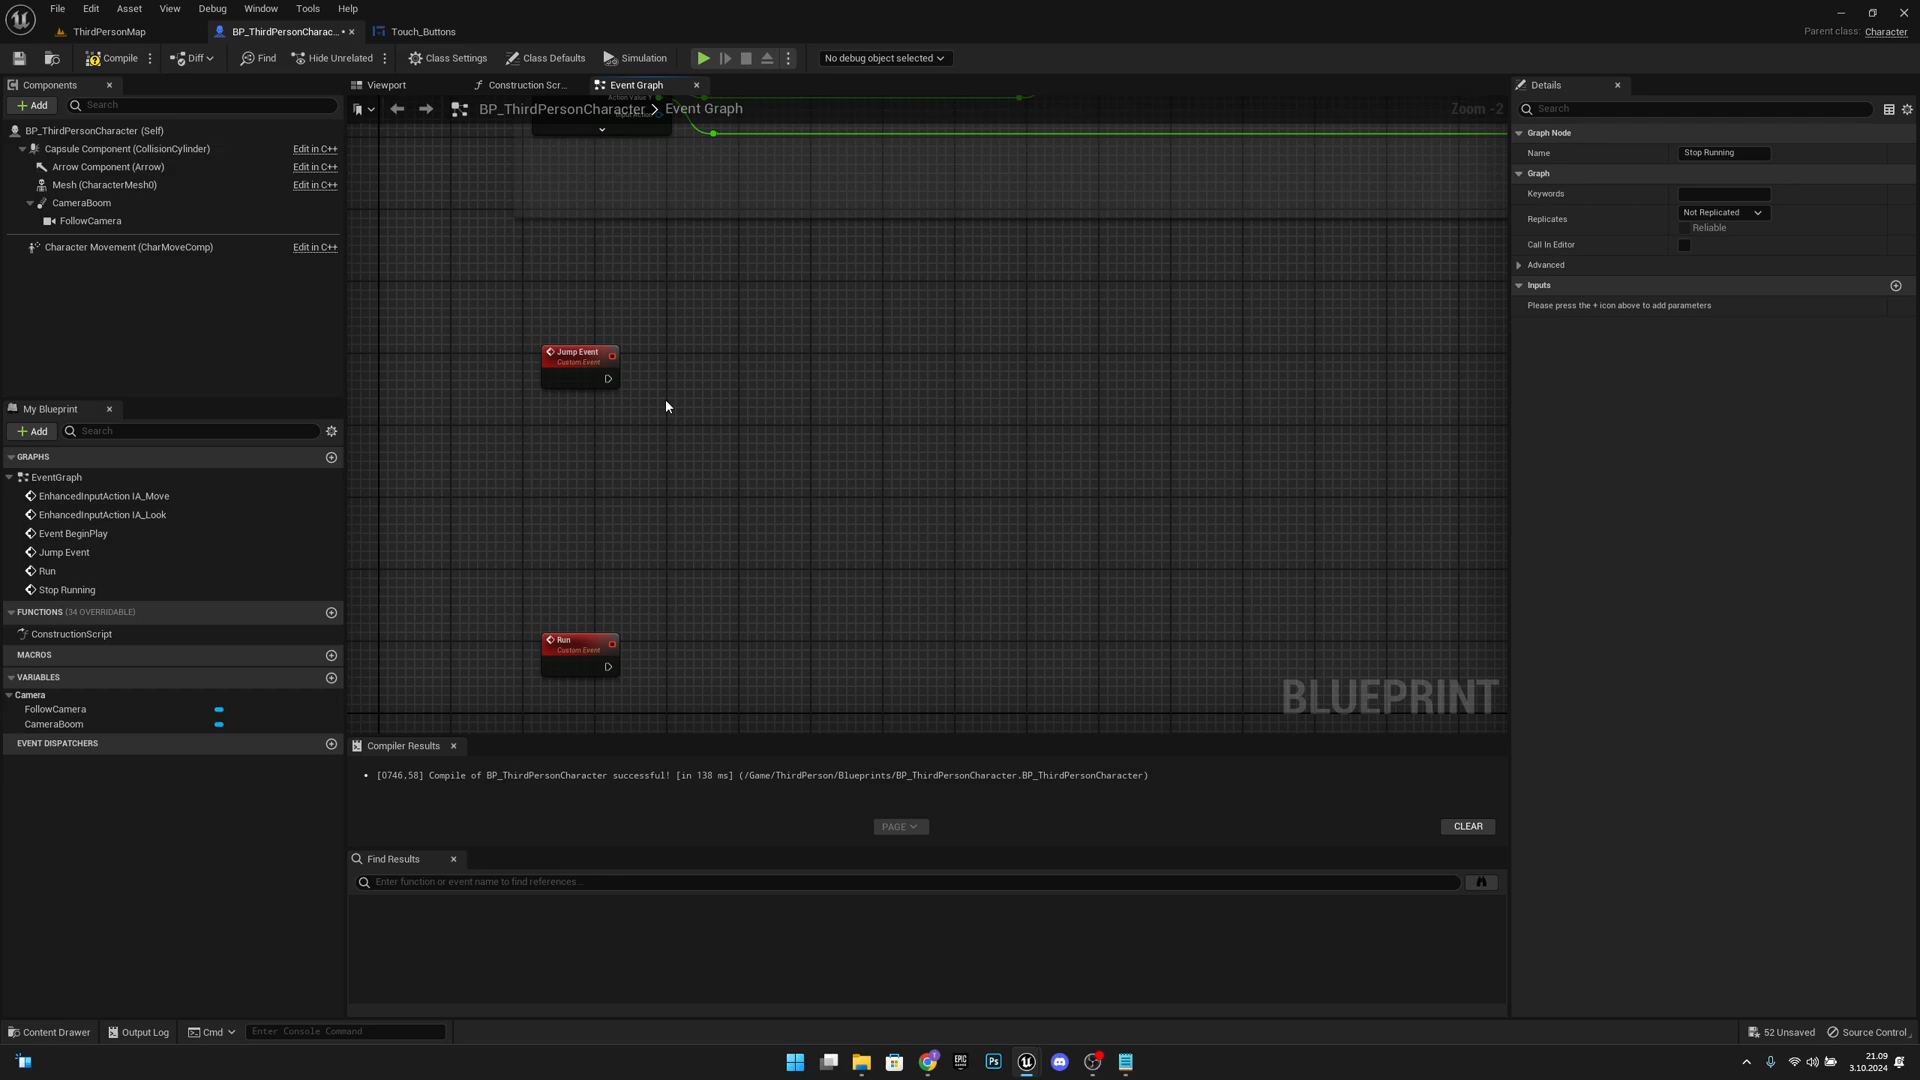 File Edit Asset View Debug Window Tools Help
ThirdPersonMap BP_ThirdPersonCharac... • Touch_Buttons Parent class: Character
Compile Diff Find Hide Unrelated Class Settings Class Defaults Simulation No debug object selected
Components Viewport Construction Scr... Event Graph Details
Add Search BP_ThirdPersonCharacter Event Graph Zoom -2 Search
BP_ThirdPersonCharacter (Self)
Capsule Component (CollisionCylinder) Edit in C++
Arrow Component (Arrow) Edit in C++
Mesh (CharacterMesh0) Edit in C++
CameraBoom
FollowCamera
Character Movement (CharMoveComp) Edit in C++
My Blueprint
Add Search
GRAPHS
EventGraph
EnhancedInputAction IA_Move
EnhancedInputAction IA_Look
Event BeginPlay
Jump Event
Run
Stop Running
FUNCTIONS (34 OVERRIDABLE)
ConstructionScript
MACROS
VARIABLES
Camera
FollowCamera
CameraBoom
EVENT DISPATCHERS
Action Value Y
Jump Event
Custom Event
Run
Custom Event
BLUEPRINT
Compiler Results
• [0746,58] Compile of BP_ThirdPersonCharacter successful! [in 138 ms] (/Game/ThirdPerson/Blueprints/BP_ThirdPersonCharacter.BP_ThirdPersonCharacter)
PAGE CLEAR
Find Results
Enter function or event name to find references...
Graph Node
Name Stop Running
Graph
Keywords
Replicates Not Replicated
Reliable
Call In Editor
Advanced
Inputs
Please press the + icon above to add parameters
Content Drawer Output Log Cmd Enter Console Command 52 Unsaved Source Control
EPIC GAMES Ps
21.09
3.10.2024